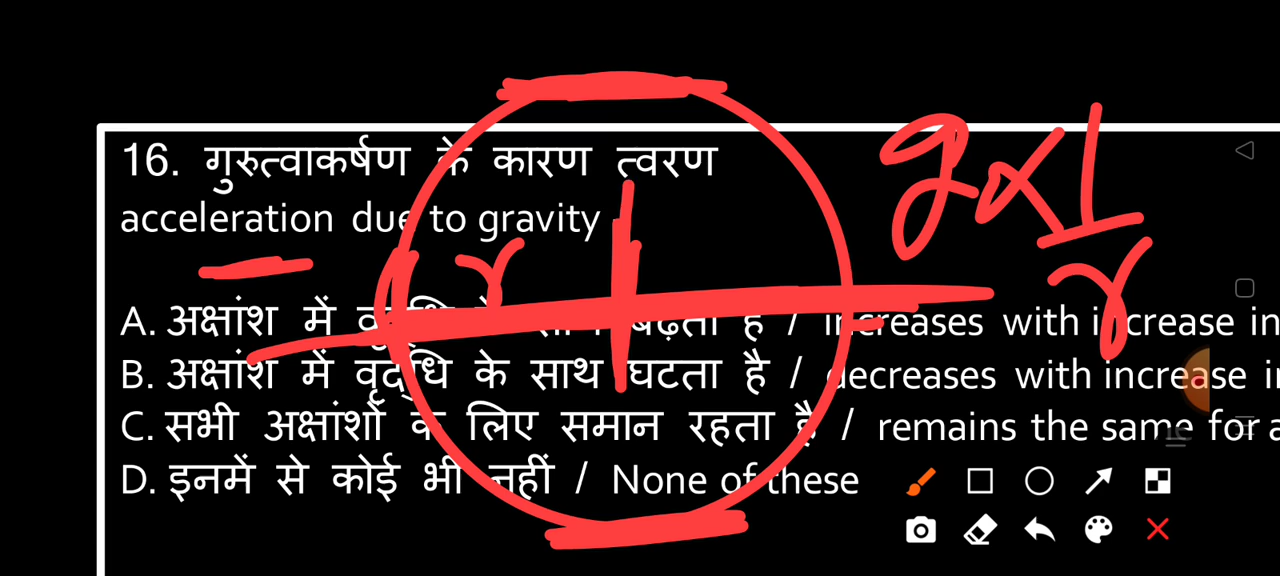 16. गुरुत्वाकर्षण के कारण त्वरण
acceleration due to gravity
r
g ∝ 1/r
A. अक्षांश में वृद्धि के साथ बढ़ता है / increases with increase in
B. अक्षांश में वृद्धि के साथ घटता है / decreases with increase i
C. सभी अक्षांशों के लिए समान रहता है / remains the same for a
D. इनमें से कोई भी नहीं / None of these